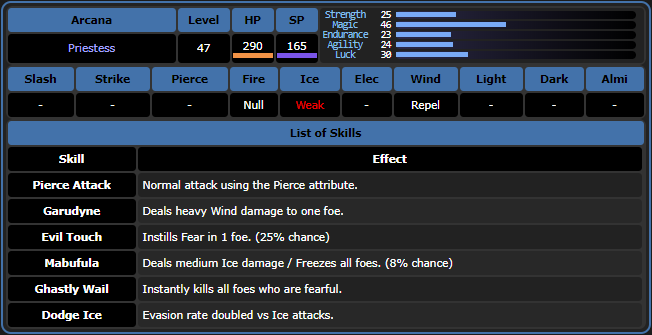 Arcana Level HP SP
Priestess 47 290 165
Strength 25
Magic 46
Endurance 23
Agility 24
Luck 30
Slash Strike Pierce Fire Ice Elec Wind Light Dark Almi
- - - Null Weak - Repel - - -
List of Skills
Skill Effect
Pierce Attack Normal attack using the Pierce attribute.
Garudyne Deals heavy Wind damage to one foe.
Evil Touch Instills Fear in 1 foe. (25% chance)
Mabufula Deals medium Ice damage / Freezes all foes. (8% chance)
Ghastly Wail Instantly kills all foes who are fearful.
Dodge Ice Evasion rate doubled vs Ice attacks.